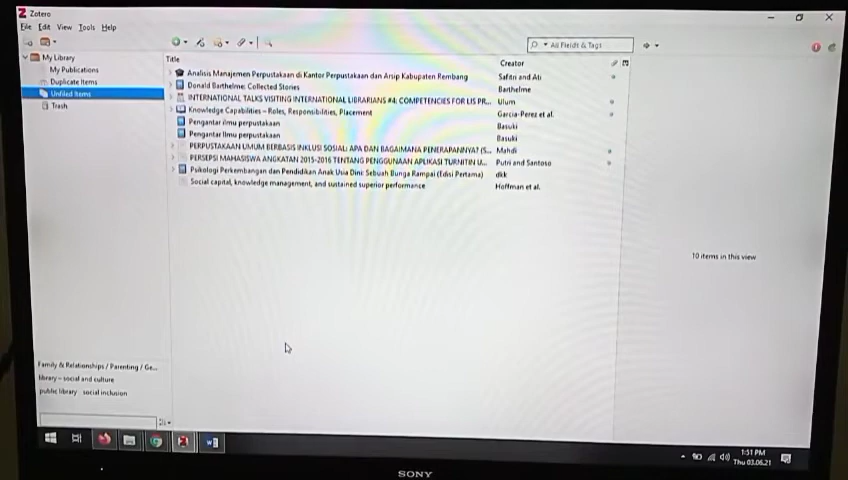 Zotero
File Edit View Tools Help
All Fields & Tags
My Library
My Publications
Duplicate Items
Unfiled Items
Trash
Title
Creator
Analisis Manajemen Perpustakaan di Kantor Perpustakaan dan Arsip Kabupaten Rembang
Safitri and Ati
Donald Barthelme: Collected Stories
Barthelme
INTERNATIONAL TALKS VISITING INTERNATIONAL LIBRARIANS #4: COMPETENCIES FOR LIS PR...
Ulum
Knowledge Capabilities – Roles, Responsibilities, Placement
Garcia-Perez et al.
Pengantar ilmu perpustakaan
Basuki
Pengantar Ilmu perpustakaan
Basuki
PERPUSTAKAAN UMUM BERBASIS INKLUSI SOSIAL: APA DAN BAGAIMANA PENERAPANNYA? (S...
Mahdi
PERSEPSI MAHASISWA ANGKATAN 2015-2016 TENTANG PENGGUNAAN APLIKASI TURNITIN U...
Putri and Santoso
Psikologi Perkembangan dan Pendidikan Anak Usia Dini: Sebuah Bunga Rampai (Edisi Pertama)
dkk
Social capital, knowledge management, and sustained superior performance
Hoffman et al.
10 items in this view
Family & Relationships / Parenting / Ge...
library--social and culture
public library social inclusion
1:31 PM
Thu 03.06.21
SONY